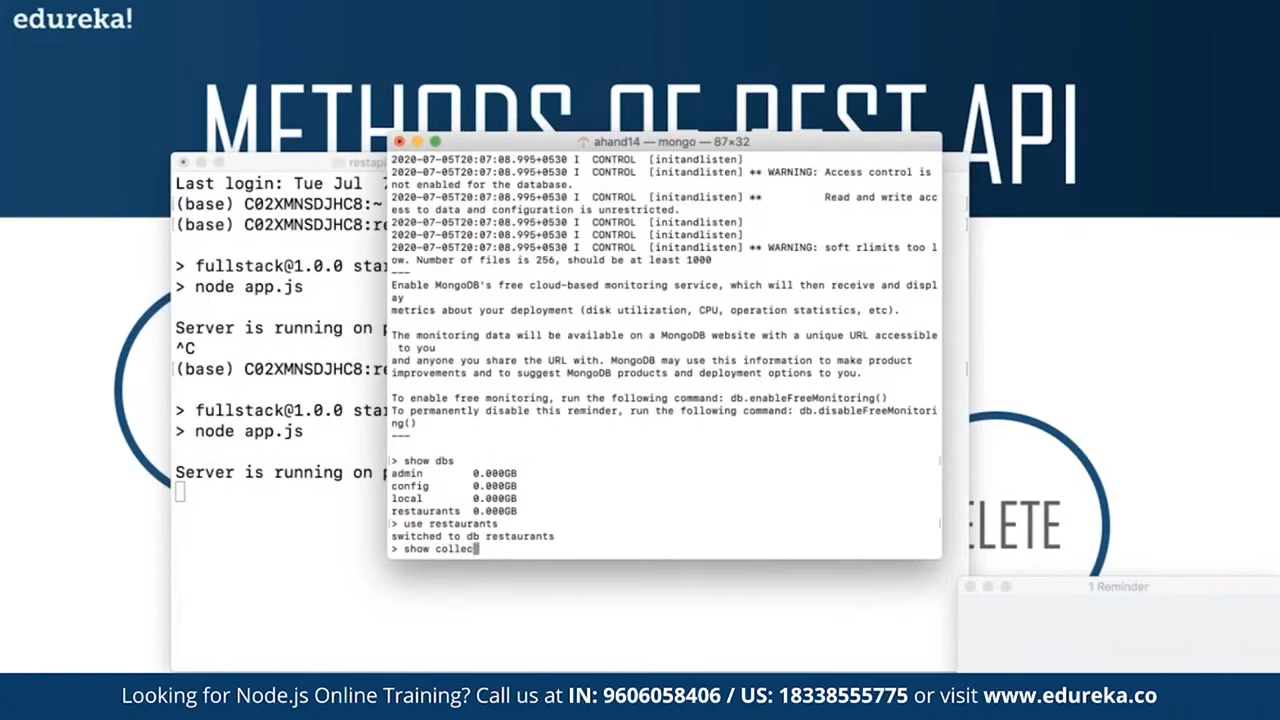 edureka!
METHODS OF REST API
ahand14 — mongo — 87×32
2020-07-05T20:07:08.995+0530 I  CONTROL  [initandlisten]
2020-07-05T20:07:08.995+0530 I  CONTROL  [initandlisten] ** WARNING: Access control is
not enabled for the database.
2020-07-05T20:07:08.995+0530 I  CONTROL  [initandlisten] **          Read and write acc
ess to data and configuration is unrestricted.
2020-07-05T20:07:08.995+0530 I  CONTROL  [initandlisten]
2020-07-05T20:07:08.995+0530 I  CONTROL  [initandlisten]
2020-07-05T20:07:08.995+0530 I  CONTROL  [initandlisten] ** WARNING: soft rlimits too l
ow. Number of files is 256, should be at least 1000
---
Enable MongoDB's free cloud-based monitoring service, which will then receive and displ
ay
metrics about your deployment (disk utilization, CPU, operation statistics, etc).
The monitoring data will be available on a MongoDB website with a unique URL accessible
to you
and anyone you share the URL with. MongoDB may use this information to make product
improvements and to suggest MongoDB products and deployment options to you.
To enable free monitoring, run the following command: db.enableFreeMonitoring()
To permanently disable this reminder, run the following command: db.disableFreeMonitori
ng()
---
> show dbs
admin        0.000GB
config       0.000GB
local        0.000GB
restaurants  0.000GB
> use restaurants
switched to db restaurants
> show collec
restapi
Last login: Tue Jul
(base) C02XMNSDJHC8:~
(base) C02XMNSDJHC8:re
> fullstack@1.0.0 star
> node app.js
Server is running on p
^C
(base) C02XMNSDJHC8:re
> fullstack@1.0.0 star
> node app.js
Server is running on p
ELETE
1 Reminder
Looking for Node.js Online Training? Call us at IN: 9606058406 / US: 18338555775 or visit www.edureka.co